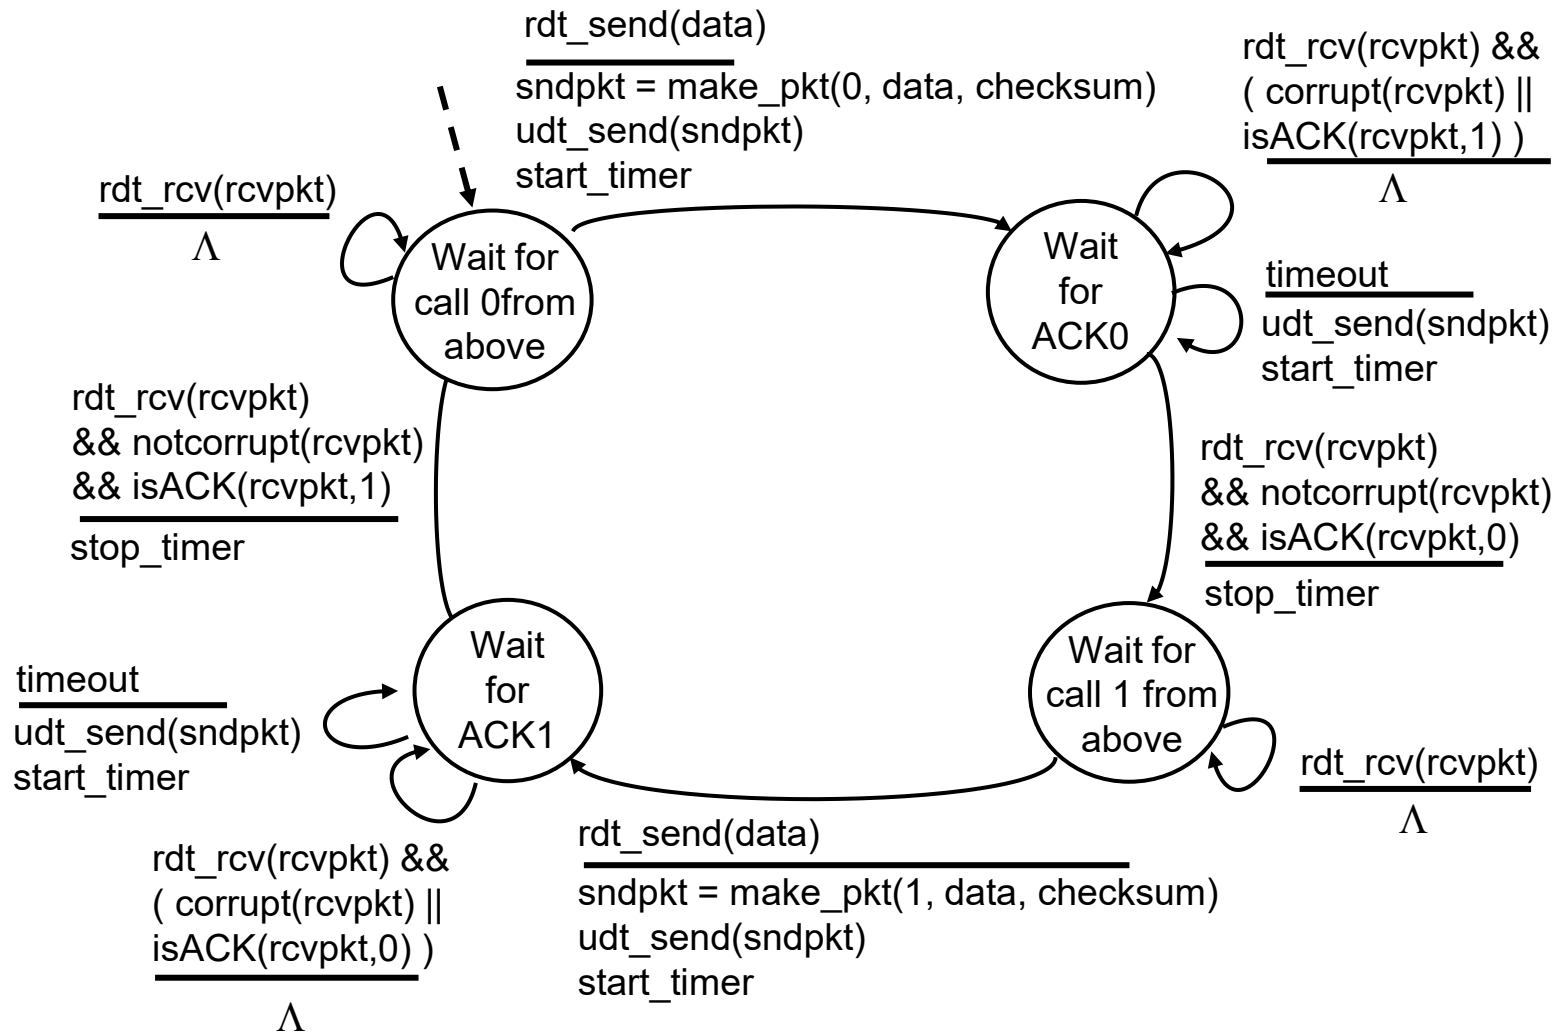 rdt_send(data)
sndpkt = make_pkt(0, data, checksum)
udt_send(sndpkt)
start_timer
rdt_rcv(rcvpkt) &&
( corrupt(rcvpkt) ||
isACK(rcvpkt,1) )
Λ
rdt_rcv(rcvpkt)
Λ
Wait for
call 0from
above
Wait
for
ACK0
timeout
udt_send(sndpkt)
start_timer
rdt_rcv(rcvpkt)
&& notcorrupt(rcvpkt)
&& isACK(rcvpkt,1)
stop_timer
rdt_rcv(rcvpkt)
&& notcorrupt(rcvpkt)
&& isACK(rcvpkt,0)
stop_timer
Wait
for
ACK1
Wait for
call 1 from
above
timeout
udt_send(sndpkt)
start_timer
rdt_rcv(rcvpkt)
Λ
rdt_rcv(rcvpkt) &&
( corrupt(rcvpkt) ||
isACK(rcvpkt,0) )
Λ
rdt_send(data)
sndpkt = make_pkt(1, data, checksum)
udt_send(sndpkt)
start_timer